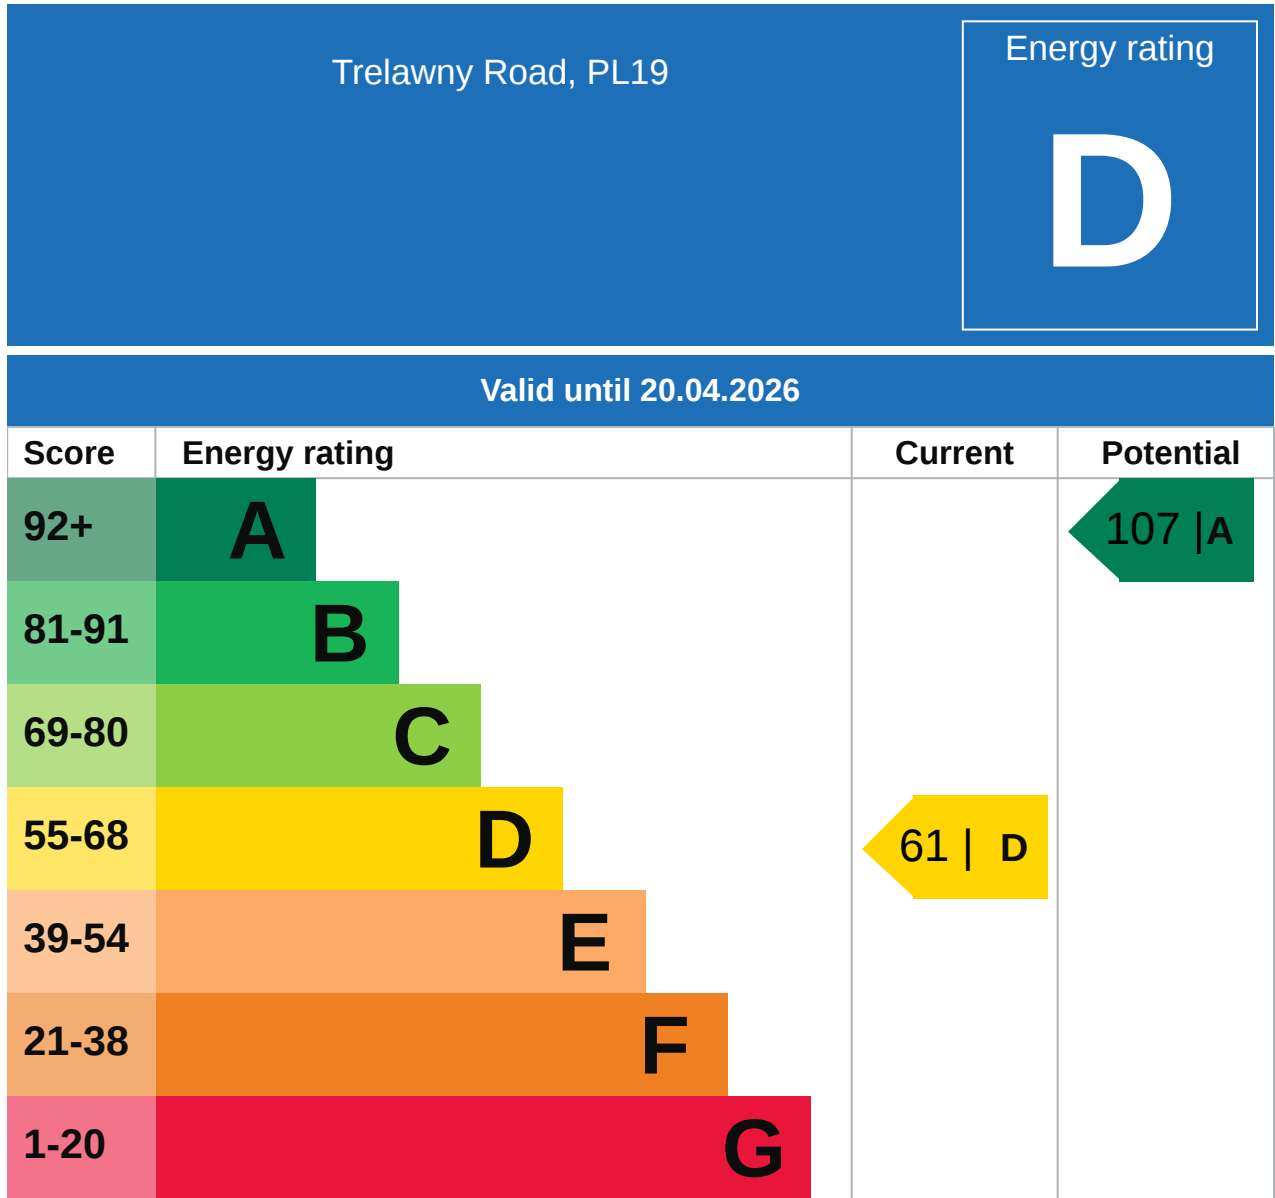 Trelawny Road, PL19
Energy rating
D
Valid until 20.04.2026
Score Energy rating Current Potential
92+ A 107 |A
81-91 B
69-80 C
55-68 D 61 | D
39-54 E
21-38 F
1-20 G